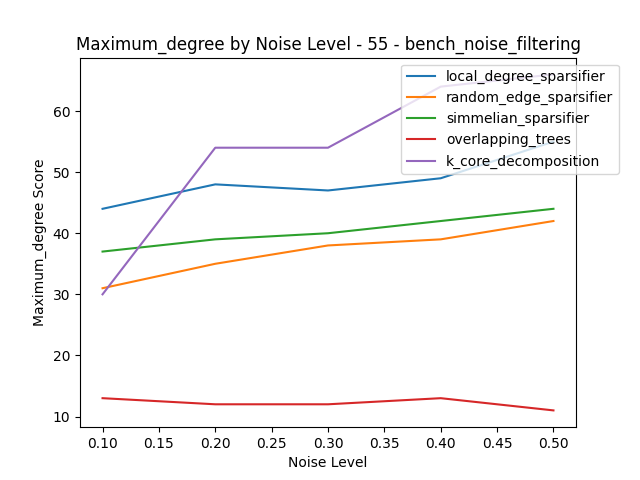 Maximum_degree by Noise Level - 55 - bench_noise_filtering
local_degree_sparsifier
random_edge_sparsifier
simmelian_sparsifier
overlapping_trees
k_core_decomposition
Maximum_degree Score
60
50
40
30
20
10
0.10 0.15 0.20 0.25 0.30 0.35 0.40 0.45 0.50
Noise Level